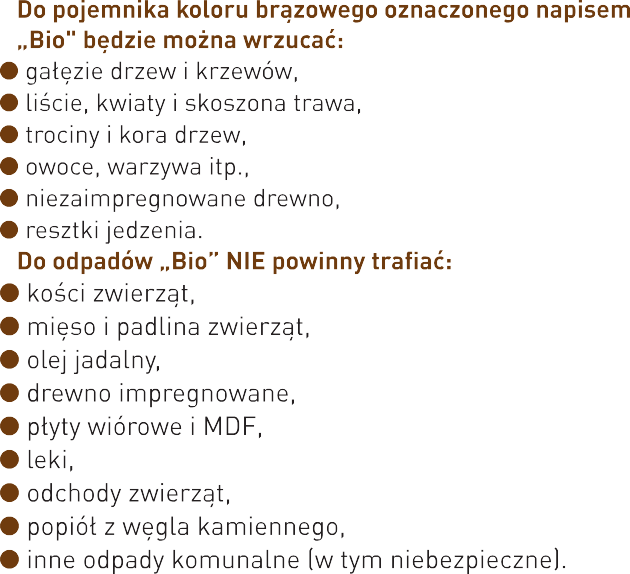 Do pojemnika koloru brązowego oznaczonego napisem
„Bio" będzie można wrzucać:
● gałęzie drzew i krzewów,
● liście, kwiaty i skoszona trawa,
● trociny i kora drzew,
● owoce, warzywa itp.,
● niezaimpregnowane drewno,
● resztki jedzenia.
Do odpadów „Bio” NIE powinny trafiać:
● kości zwierząt,
● mięso i padlina zwierząt,
● olej jadalny,
● drewno impregnowane,
● płyty wiórowe i MDF,
● leki,
● odchody zwierząt,
● popiół z węgla kamiennego,
● inne odpady komunalne (w tym niebezpieczne).